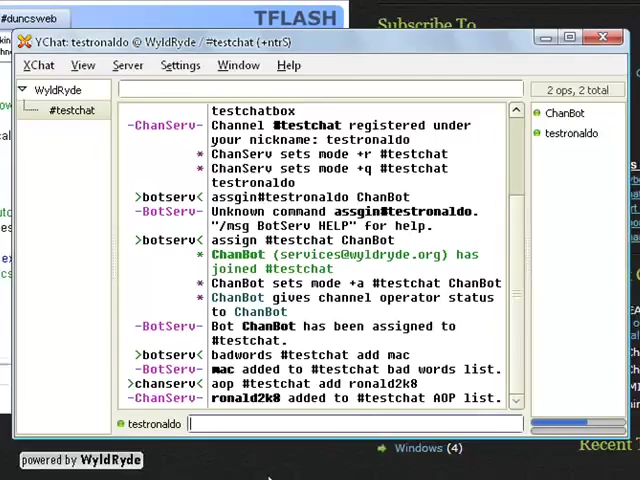 #duncsweb
TFLASH
Subscribe To
YChat: testronaldo @ WyldRyde / #testchat (+ntrS)
XChat View Server Settings Window Help
WyldRyde
#testchat
2 ops, 2 total
ChanBot
testronaldo
testchatbox
-ChanServ- Channel #testchat registered under
your nickname: testronaldo
* ChanServ sets mode +r #testchat
* ChanServ sets mode +q #testchat
testronaldo
>botserv< assgin#testronaldo ChanBot
-BotServ- Unknown command assgin#testronaldo.
"/msg BotServ HELP" for help.
>botserv< assign #testchat ChanBot
* ChanBot (services@wyldryde.org) has
joined #testchat
* ChanBot sets mode +a #testchat ChanBot
* ChanBot gives channel operator status
to ChanBot
-BotServ- Bot ChanBot has been assigned to
#testchat.
>botserv< badwords #testchat add mac
-BotServ- mac added to #testchat bad words list.
>chanserv< aop #testchat add ronald2k8
-ChanServ- ronald2k8 added to #testchat AOP list.
testronaldo
Windows (4)
Recent T
powered by WyldRyde